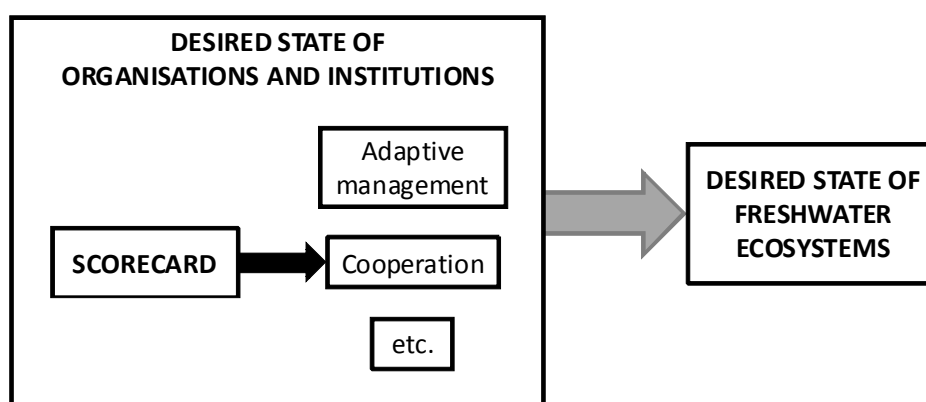 DESIRED STATE OF
ORGANISATIONS AND INSTITUTIONS
Adaptive
management
SCORECARD
Cooperation
etc.
DESIRED STATE OF
FRESHWATER
ECOSYSTEMS